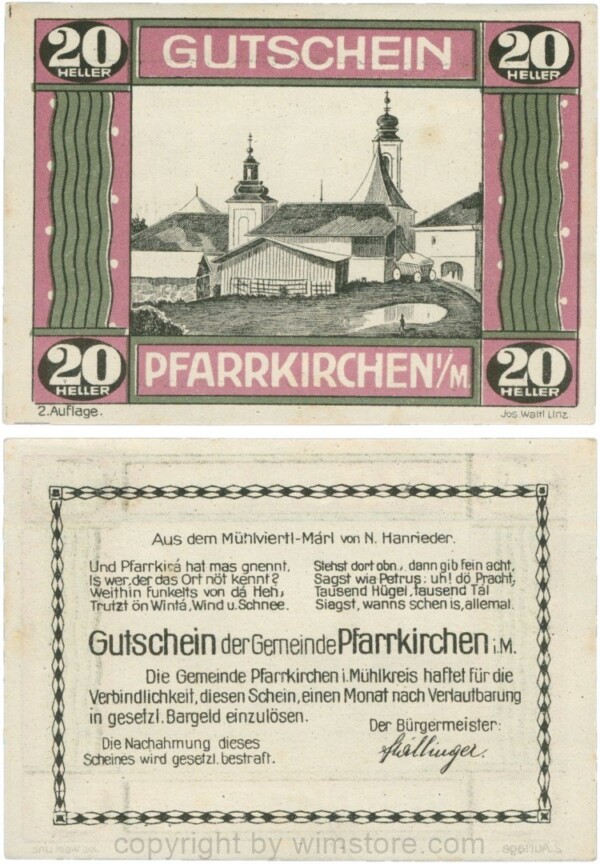 20 HELLER
GUTSCHEIN
20 HELLER
20 HELLER
PFARRKIRCHEN I/M.
20 HELLER
2. Auflage.
Jos. Waitl Linz
Aus dem Mühlviertl-Márl von N. Hanrieder.
Und Pfarrkirá hat mas gnennt,
Is wer, der das Ort nöt kennt?
Weithin funkelts von dá Heh,
Trutzt ön Wintá, Wind u. Schnee.
Stehst dort obn., dann gib fein acht,
Sagst wia Petrus: uh! dö Pracht,
Tausend Hügel, tausend Tál
Siagst, wanns schen is, allemal.
Gutschein der Gemeinde Pfarrkirchen i. M.
Die Gemeinde Pfarrkirchen i. Mühlkreis haftet für die
Verbindlichkeit, diesen Schein, einen Monat nach Verlautbarung
in gesetzl. Bargeld einzulösen.
Der Bürgermeister:
Die Nachahmung dieses
Scheines wird gesetzl. bestraft.
copyright by wimstore.com